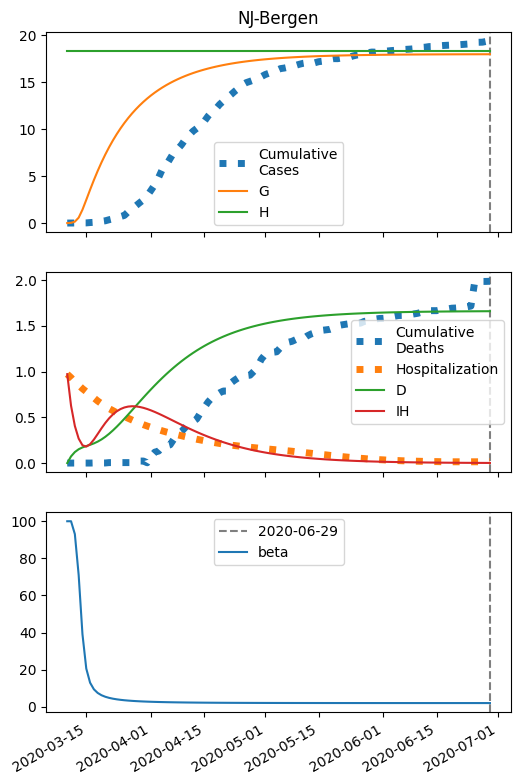 NJ-Bergen
20
15
10
5
0
Cumulative
Cases
G
H
2.0
1.5
1.0
0.5
0.0
Cumulative
Deaths
Hospitalization
D
IH
100
80
60
40
20
0
2020-06-29
beta
2020-03-15
2020-04-01
2020-04-15
2020-05-01
2020-05-15
2020-06-01
2020-06-15
2020-07-01